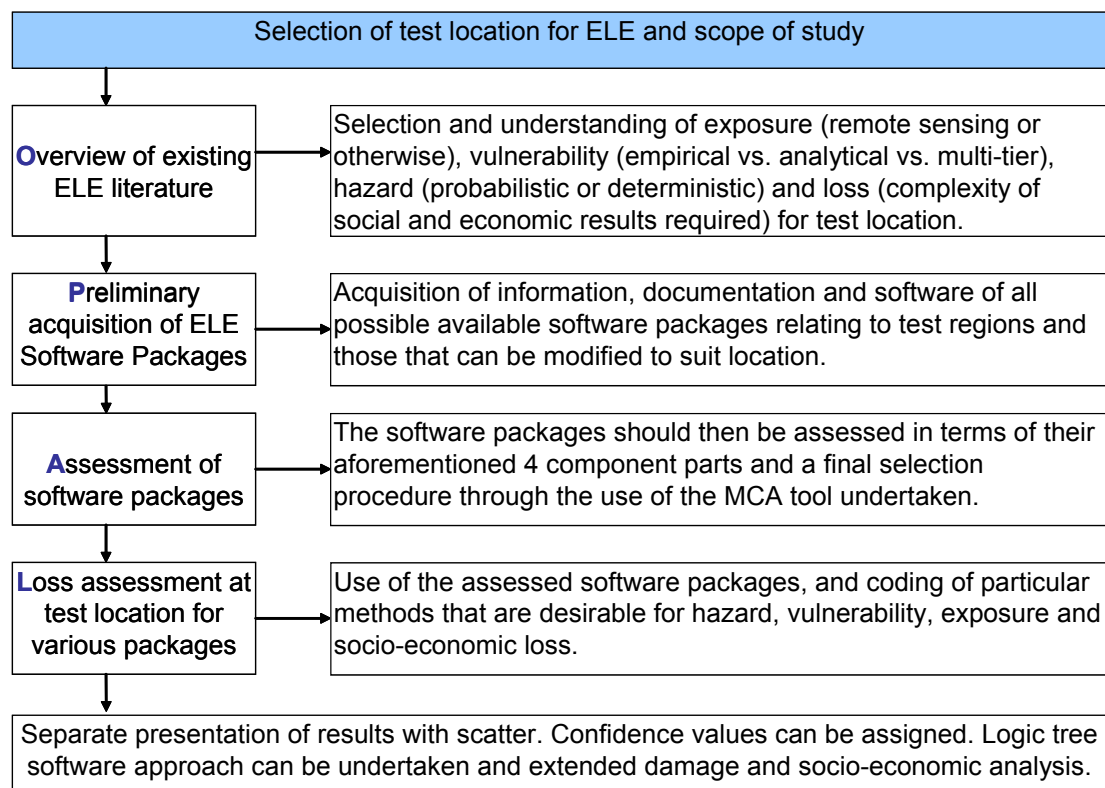 Selection of test location for ELE and scope of study
Overview of existing
ELE literature
Selection and understanding of exposure (remote sensing or
otherwise), vulnerability (empirical vs. analytical vs. multi-tier),
hazard (probabilistic or deterministic) and loss (complexity of
social and economic results required) for test location.
Preliminary
acquisition of ELE
Software Packages
Acquisition of information, documentation and software of all
possible available software packages relating to test regions and
those that can be modified to suit location.
Assessment of
software packages
The software packages should then be assessed in terms of their
aforementioned 4 component parts and a final selection
procedure through the use of the MCA tool undertaken.
Loss assessment at
test location for
various packages
Use of the assessed software packages, and coding of particular
methods that are desirable for hazard, vulnerability, exposure and
socio-economic loss.
Separate presentation of results with scatter. Confidence values can be assigned. Logic tree
software approach can be undertaken and extended damage and socio-economic analysis.